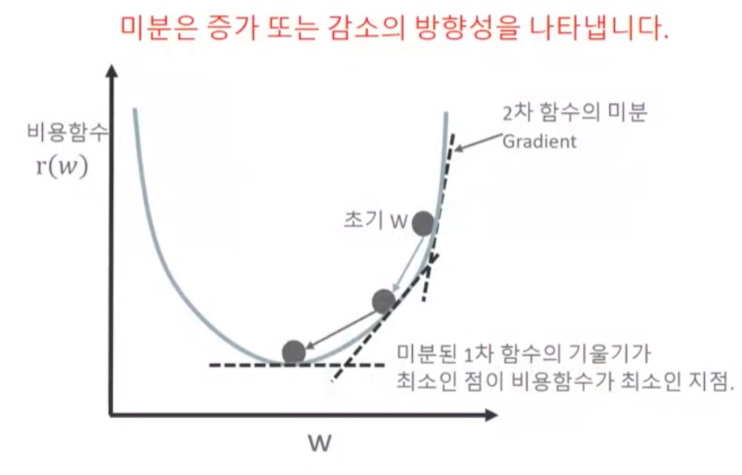 미분은 증가 또는 감소의 방향성을 나타냅니다.
2차 함수의 미분
Gradient
비용함수
r(w)
초기 W
미분된 1차 함수의 기울기가
최소인 점이 비용함수가 최소인 지점.
W